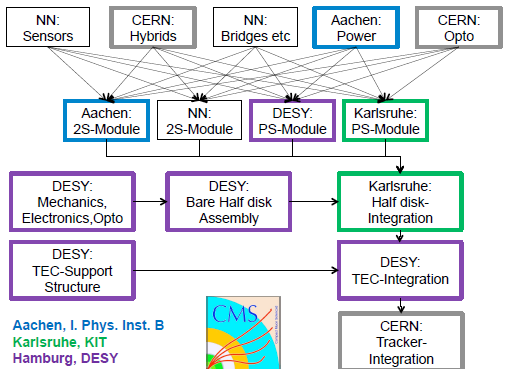 NN:
Sensors
CERN:
Hybrids
NN:
Bridges etc
Aachen:
Power
CERN:
Opto
Aachen:
2S-Module
NN:
2S-Module
DESY:
PS-Module
Karlsruhe:
PS-Module
DESY:
Mechanics,
Electronics,Opto
DESY:
Bare Half disk
Assembly
Karlsruhe:
Half disk-
Integration
DESY:
TEC-Support
Structure
DESY:
TEC-Integration
CERN:
Tracker-
Integration
CMS
Aachen, I. Phys. Inst. B
Karlsruhe, KIT
Hamburg, DESY